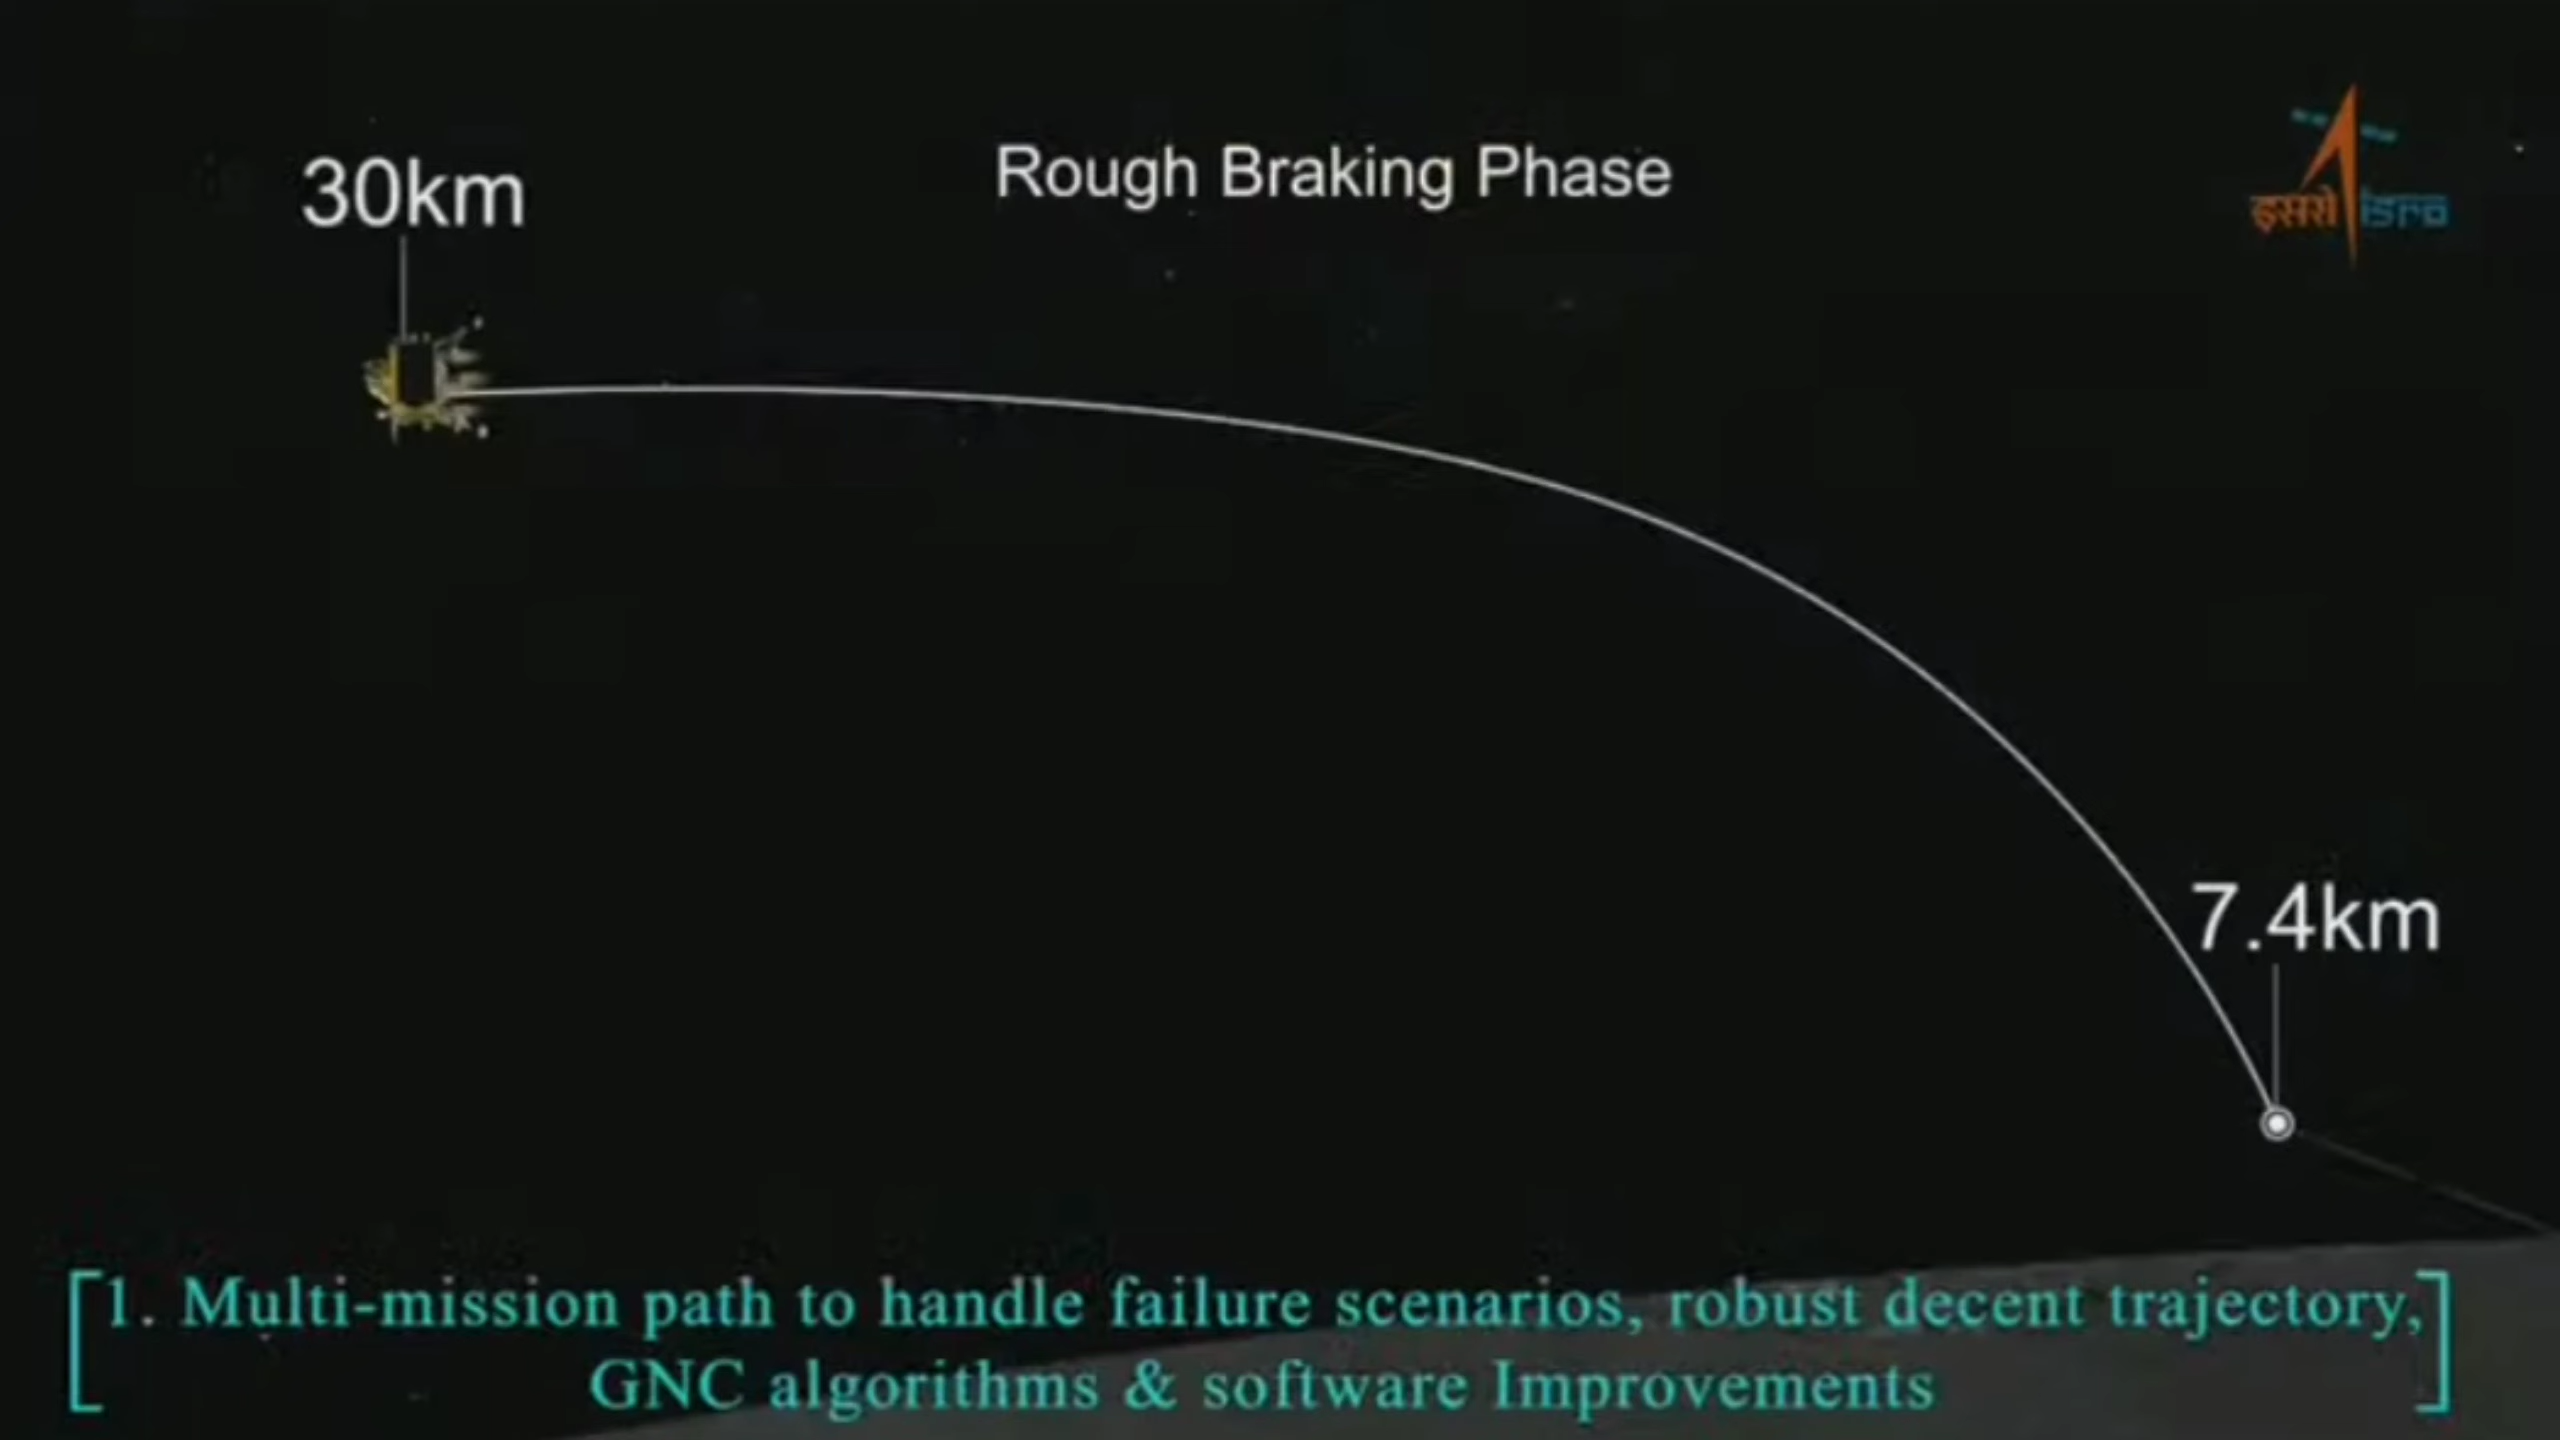 30km
Rough Braking Phase
इसरो isro
7.4km
1. Multi-mission path to handle failure scenarios, robust decent trajectory,
GNC algorithms & software Improvements